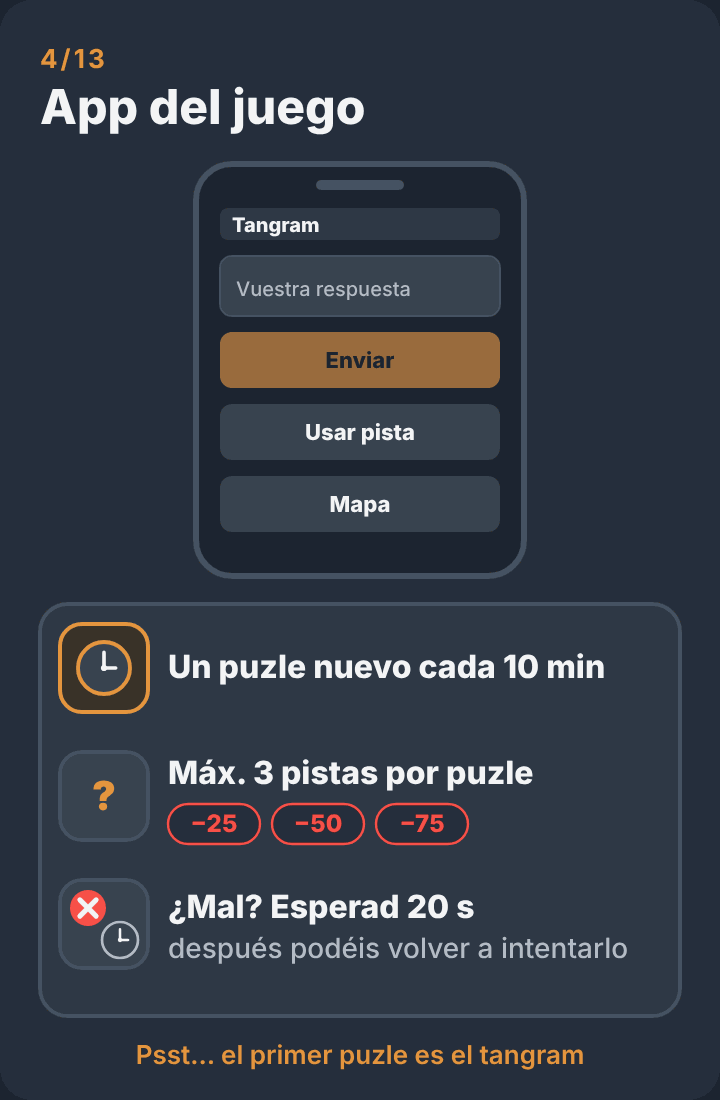 4/13
App del juego
Tangram
Vuestra respuesta
Enviar
Usar pista
Mapa
Un puzle nuevo cada 10 min
?
Máx. 3 pistas por puzle
−25 −50 −75
¿Mal? Esperad 20 s
después podéis volver a intentarlo
Psst... el primer puzle es el tangram